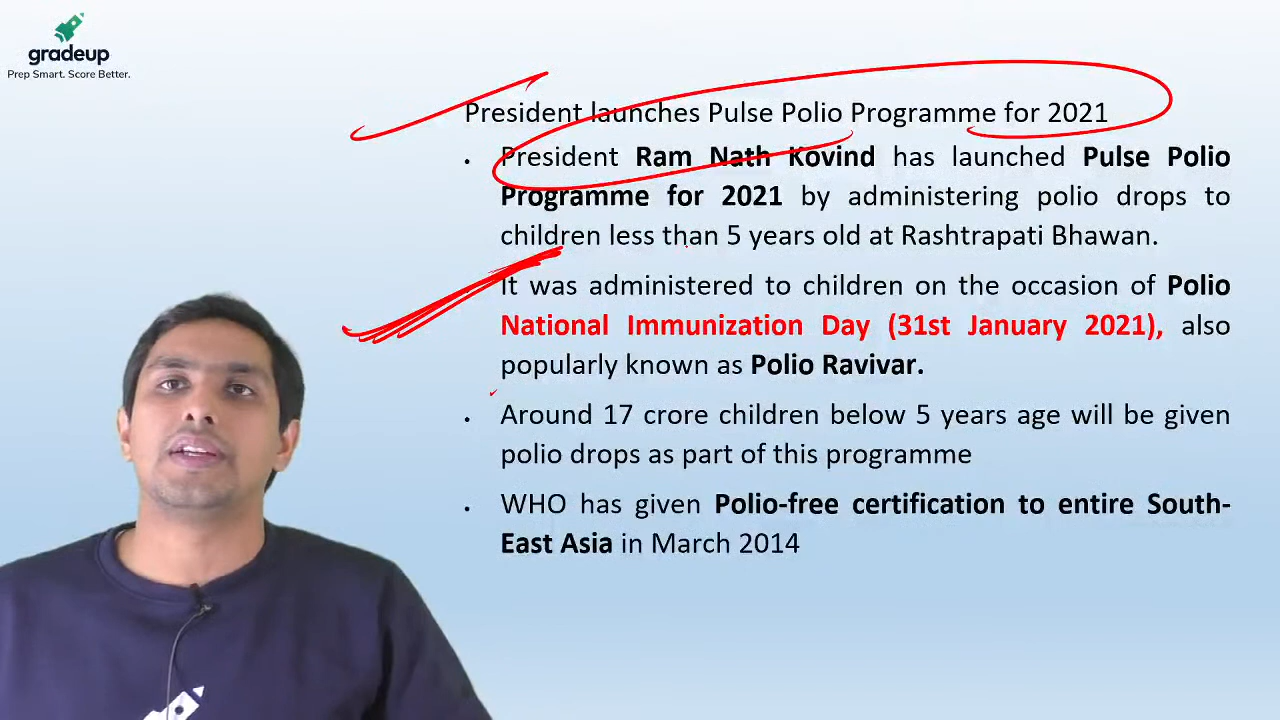 gradeup
Prep Smart. Score Better.
President launches Pulse Polio Programme for 2021
• President Ram Nath Kovind has launched Pulse Polio
Programme for 2021 by administering polio drops to
children less than 5 years old at Rashtrapati Bhawan.
It was administered to children on the occasion of Polio
National Immunization Day (31st January 2021), also
popularly known as Polio Ravivar.
• Around 17 crore children below 5 years age will be given
polio drops as part of this programme
• WHO has given Polio-free certification to entire South-
East Asia in March 2014